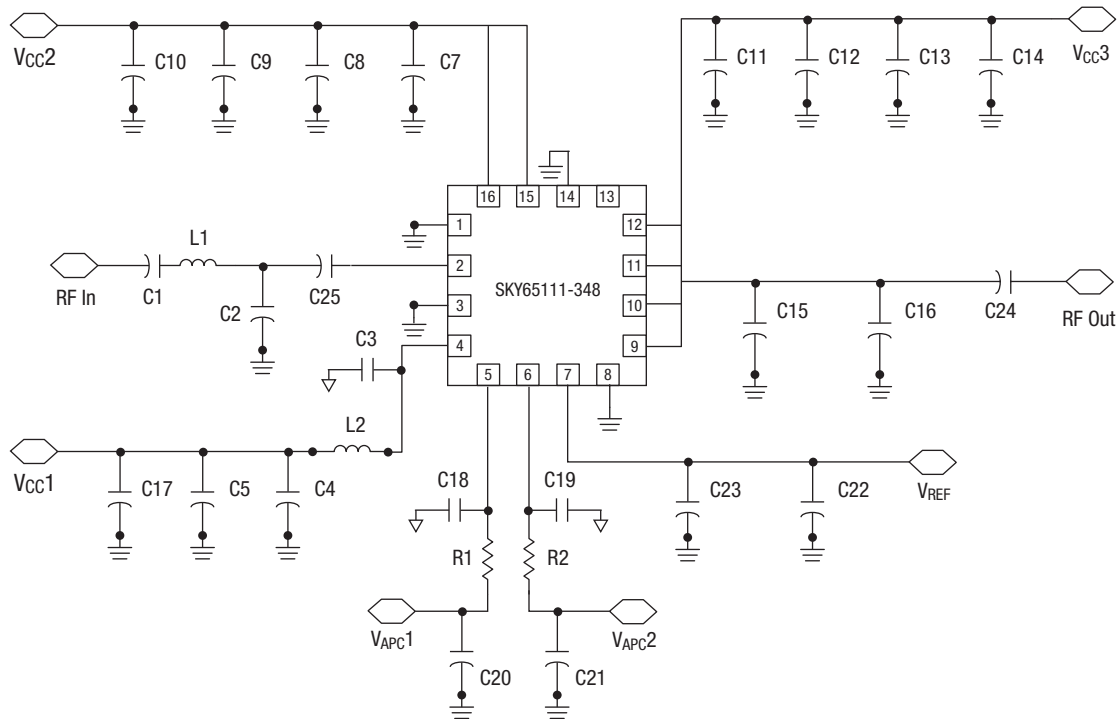 VCC2
C10
C9
C8
C7
C11
C12
C13
C14
VCC3
16
15
14
13
1
2
3
4
12
11
10
9
SKY65111-348
5
6
7
8
RF In
C1
L1
C2
C25
C3
C15
C16
C24
RF Out
L2
VCC1
C17
C5
C4
C18
C19
C23
C22
VREF
R1
R2
VAPC1
VAPC2
C20
C21